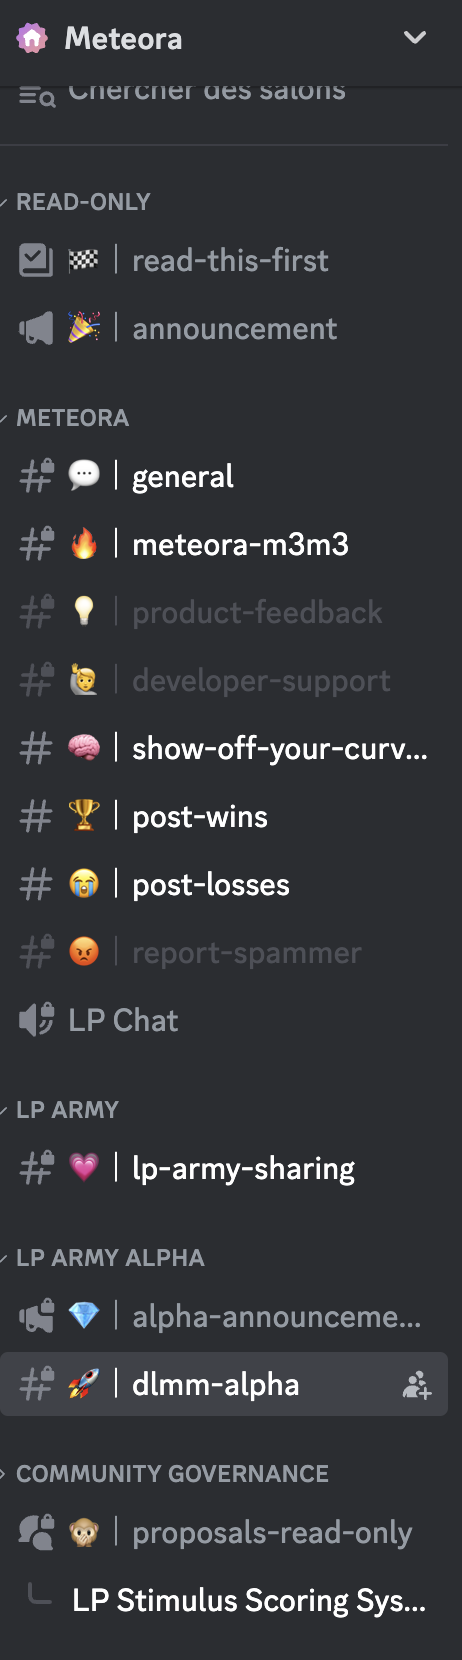 Meteora
Chercher des salons
READ-ONLY
read-this-first
announcement
METEORA
general
meteora-m3m3
product-feedback
developer-support
show-off-your-curv...
post-wins
post-losses
report-spammer
LP Chat
LP ARMY
lp-army-sharing
LP ARMY ALPHA
alpha-announceme...
dlmm-alpha
COMMUNITY GOVERNANCE
proposals-read-only
LP Stimulus Scoring Sys...